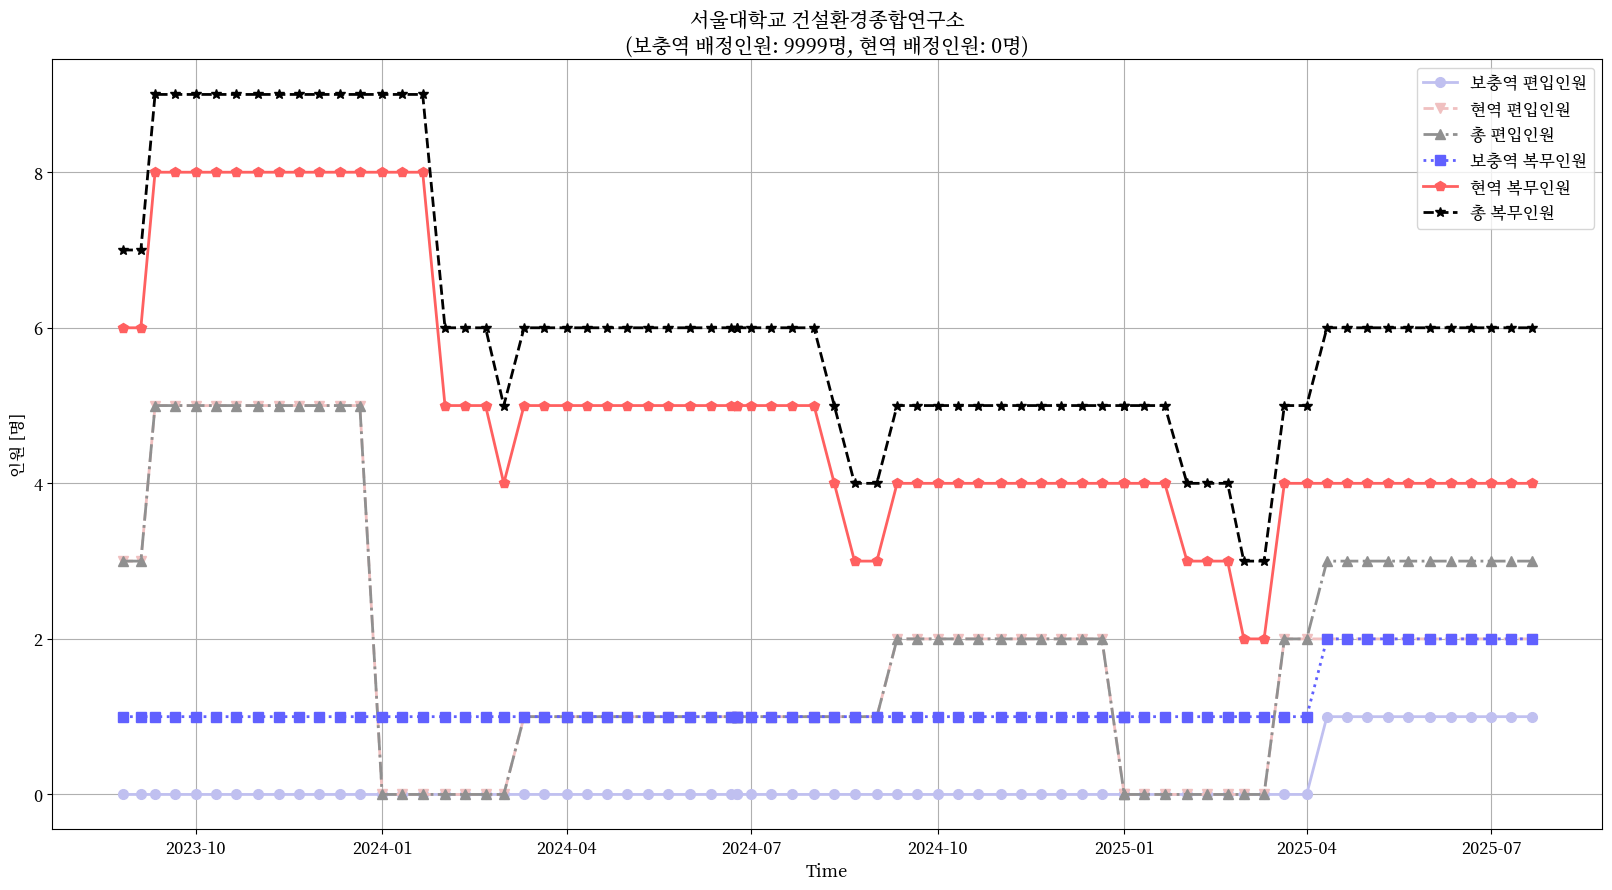 서울대학교 건설환경종합연구소
(보충역 배정인원: 9999명, 현역 배정인원: 0명)
보충역 편입인원
현역 편입인원
총 편입인원
보충역 복무인원
현역 복무인원
총 복무인원
인원 [명]
8
6
4
2
0
2023-10
2024-01
2024-04
2024-07
2024-10
2025-01
2025-04
2025-07
Time